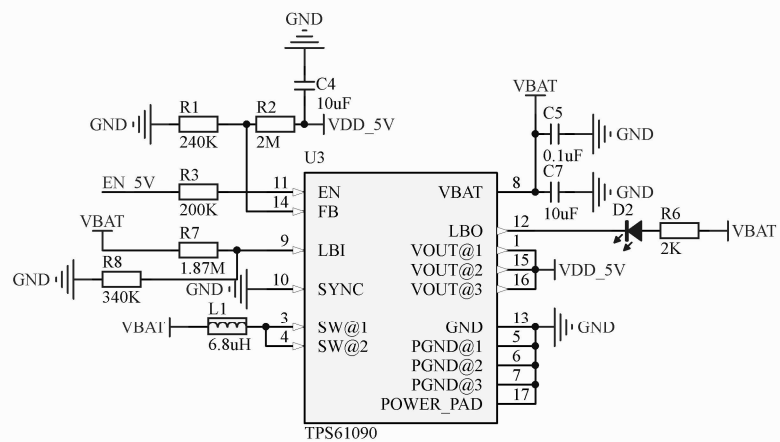 GND
C4
10uF
VBAT
R1
R2
GND
VDD_5V
240K
2M
C5
GND
0.1uF
U3
C7
EN_5V
R3
11
EN
VBAT
8
GND
200K
14
FB
10uF
D2
R6
VBAT
R7
9
LBI
LBO
12
VBAT
1.87M
VOUT@1
1
2K
GND
R8
340K
GND
10
SYNC
VOUT@2
15
VDD_5V
VOUT@3
16
L1
VBAT
3
SW@1
GND
13
GND
6.8uH
4
SW@2
PGND@1
5
PGND@2
6
PGND@3
7
POWER_PAD
17
TPS61090